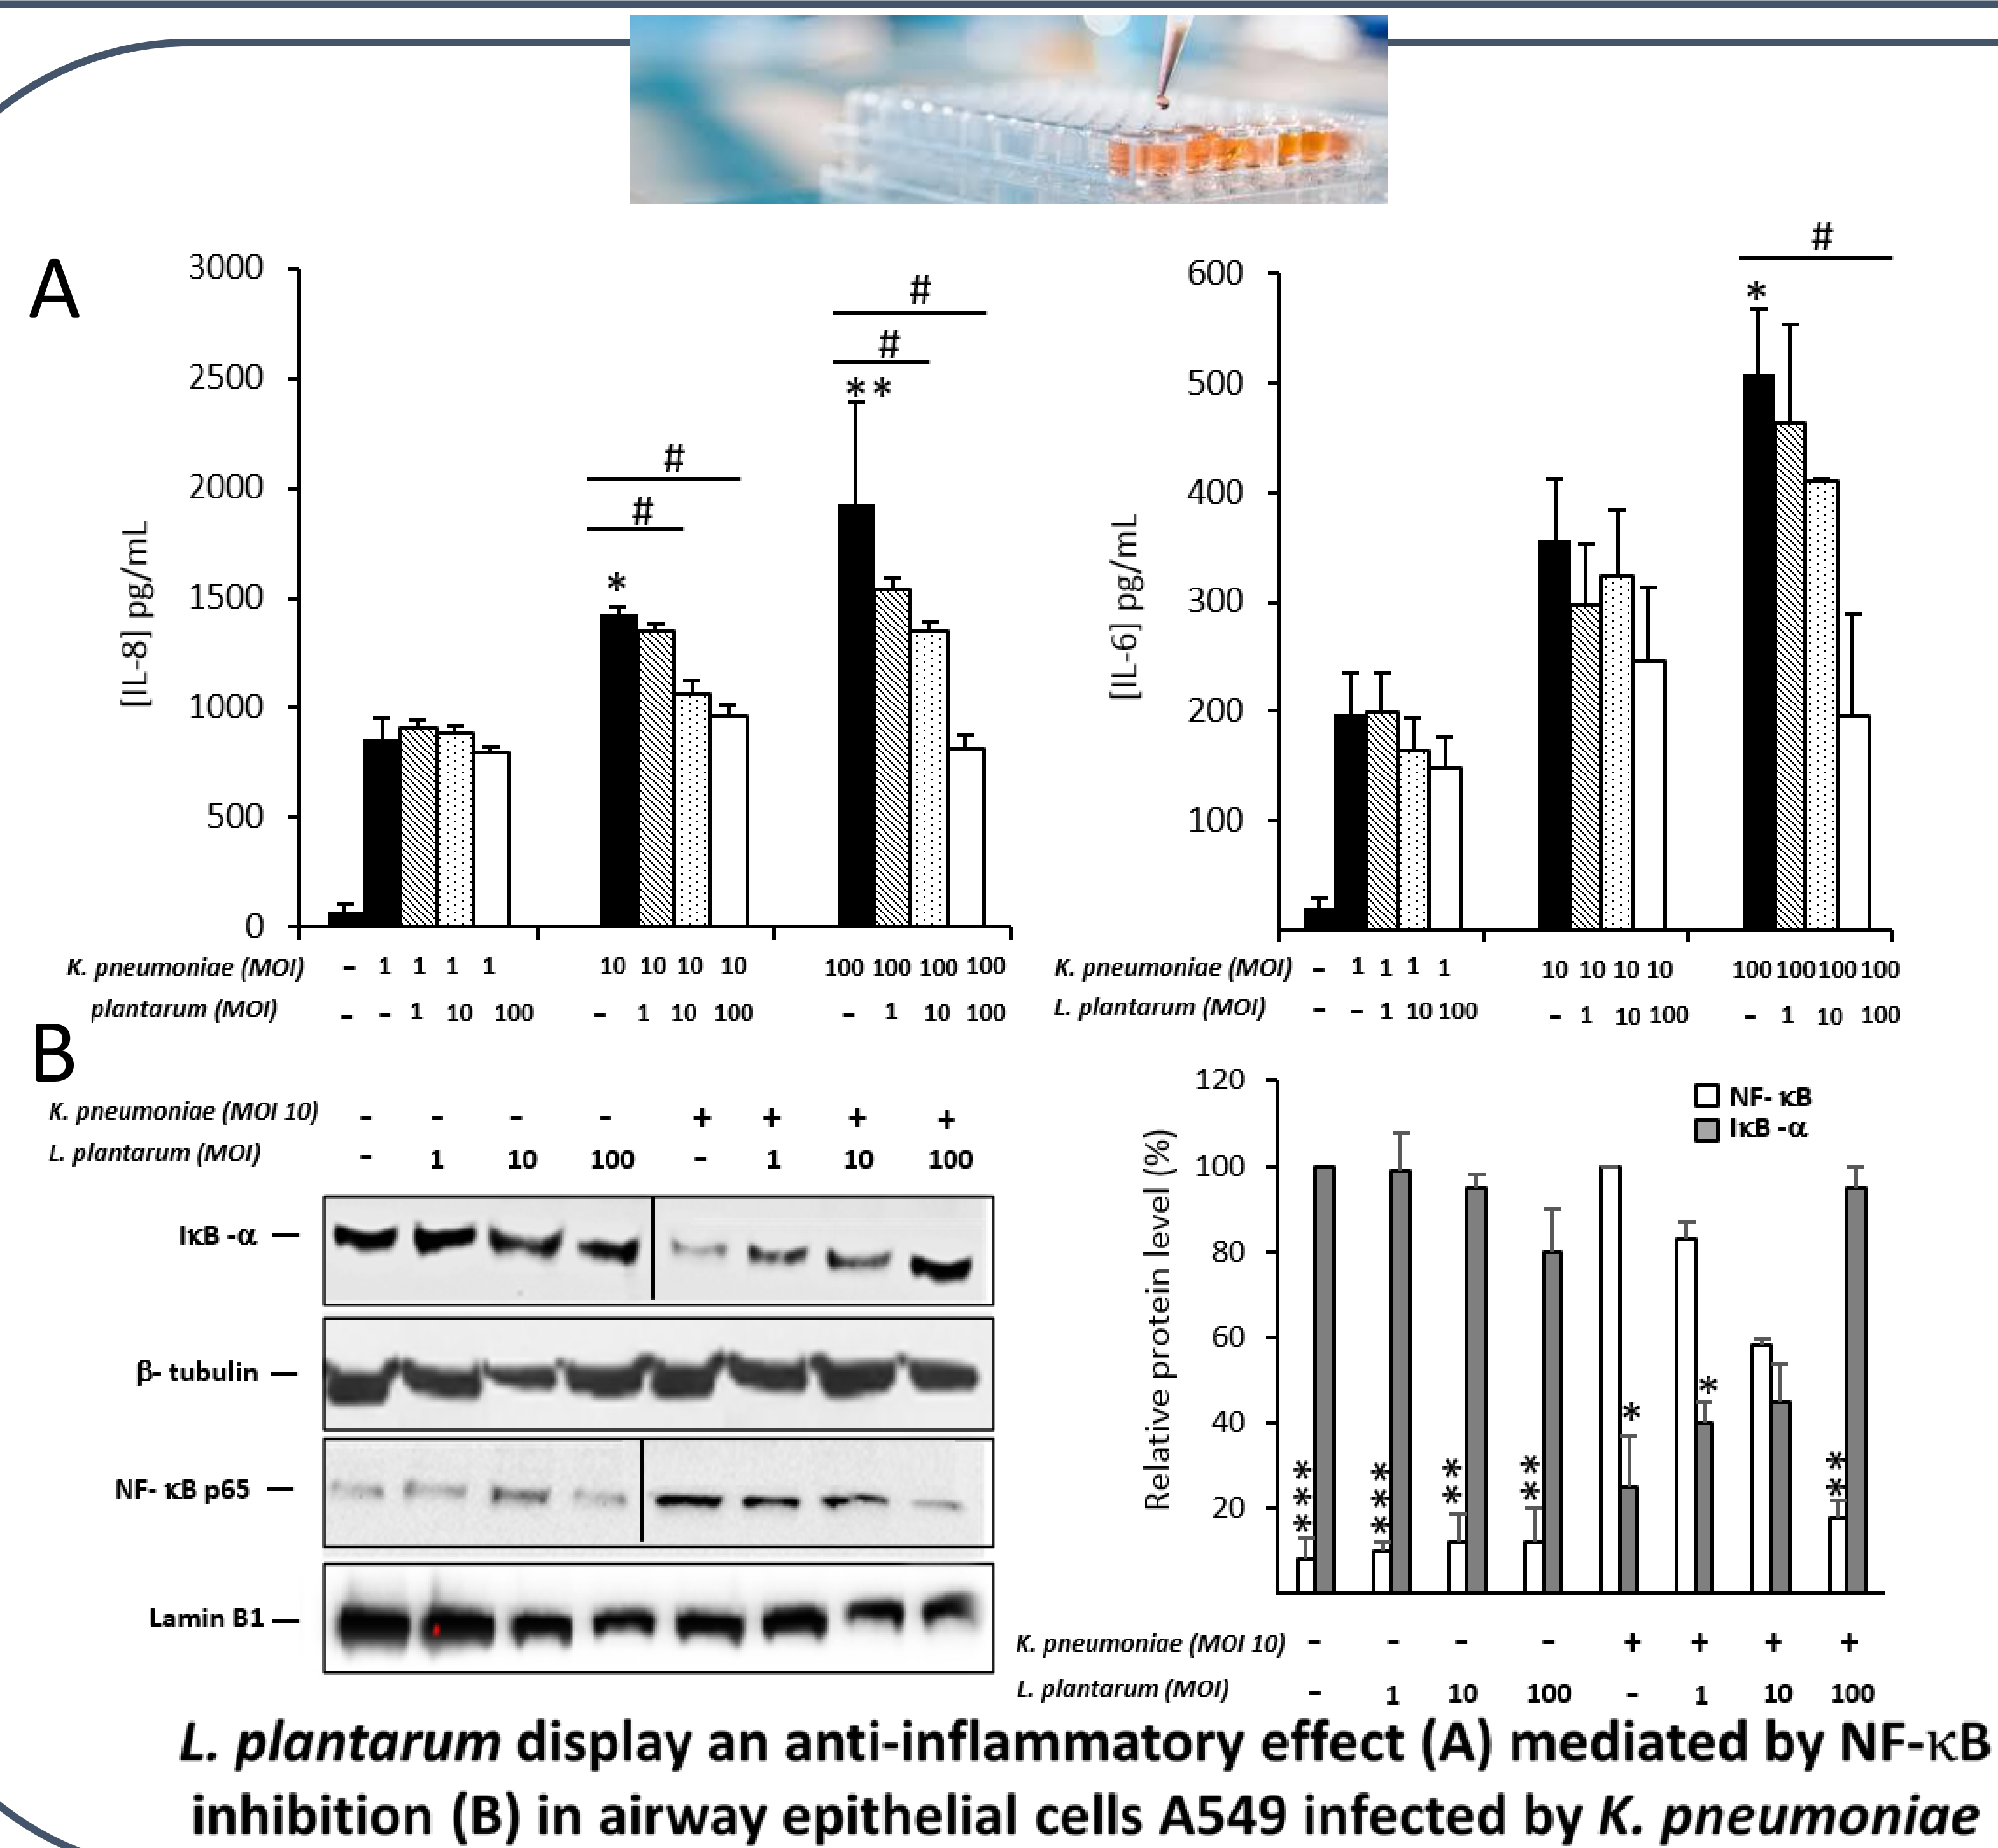 A
3000
2500
2000
1500
1000
500
0
[IL-8] pg/mL
#
#
*
#
#
**
K. pneumoniae (MOI) - 1 1 1 1 10 10 10 10 100 100 100 100
plantarum (MOI) - - 1 10 100 - 1 10 100 - 1 10 100
600
500
400
300
200
100
[IL-6] pg/mL
#
*
K. pneumoniae (MOI) - 1 1 1 1 10 10 10 10 100 100 100 100
L. plantarum (MOI) - - 1 10 100 - 1 10 100 - 1 10 100
B
K. pneumoniae (MOI 10) - - - - + + + +
L. plantarum (MOI) - 1 10 100 - 1 10 100
IκB -α
β- tubulin
NF- κB p65
Lamin B1
120
100
80
60
40
20
Relative protein level (%)
NF- κB
IκB -α
*** *** ** ** * * **
K. pneumoniae (MOI 10) - - - - + + + +
L. plantarum (MOI) - 1 10 100 - 1 10 100
L. plantarum display an anti-inflammatory effect (A) mediated by NF-κB
inhibition (B) in airway epithelial cells A549 infected by K. pneumoniae